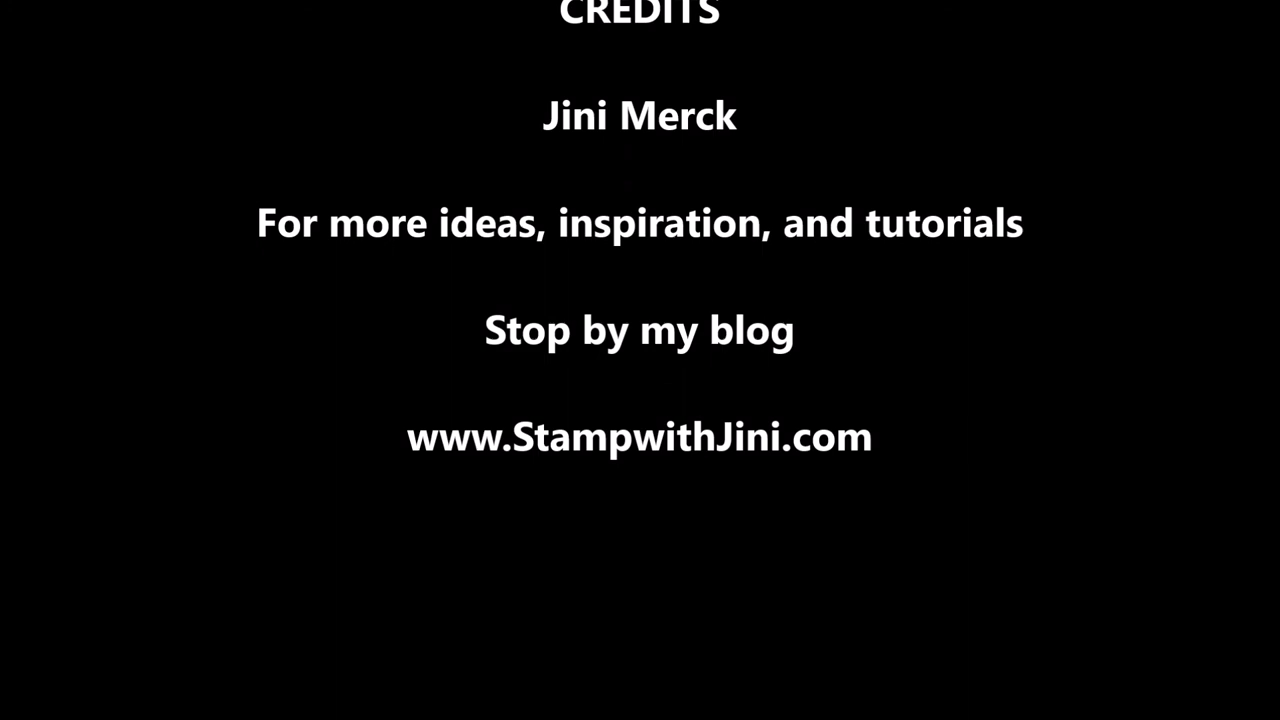 CREDITS
Jini Merck
For more ideas, inspiration, and tutorials
Stop by my blog
www.StampwithJini.com